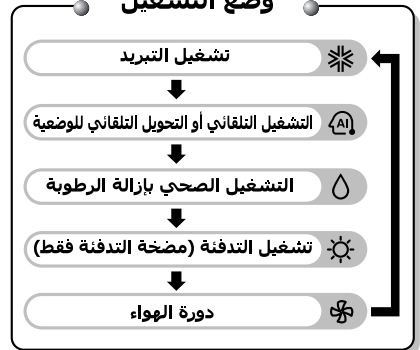 وضع التشغيل
تشغيل التبريد
التشغيل التلقائي أو التحويل التلقائي للوضعية
AI
التشغيل الصحي بإزالة الرطوبة
تشغيل التدفئة (مضخة التدفئة فقط)
دورة الهواء